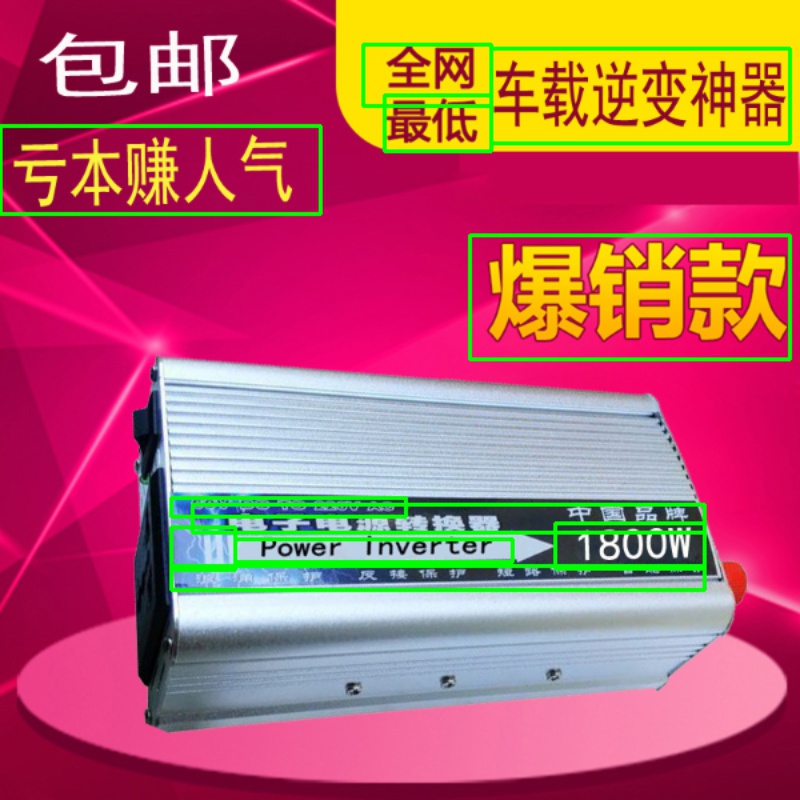 包邮
全网
最低
车载逆变神器
亏本赚人气
爆销款
电子电源转换器
中国品牌
Power Inverter
1800W